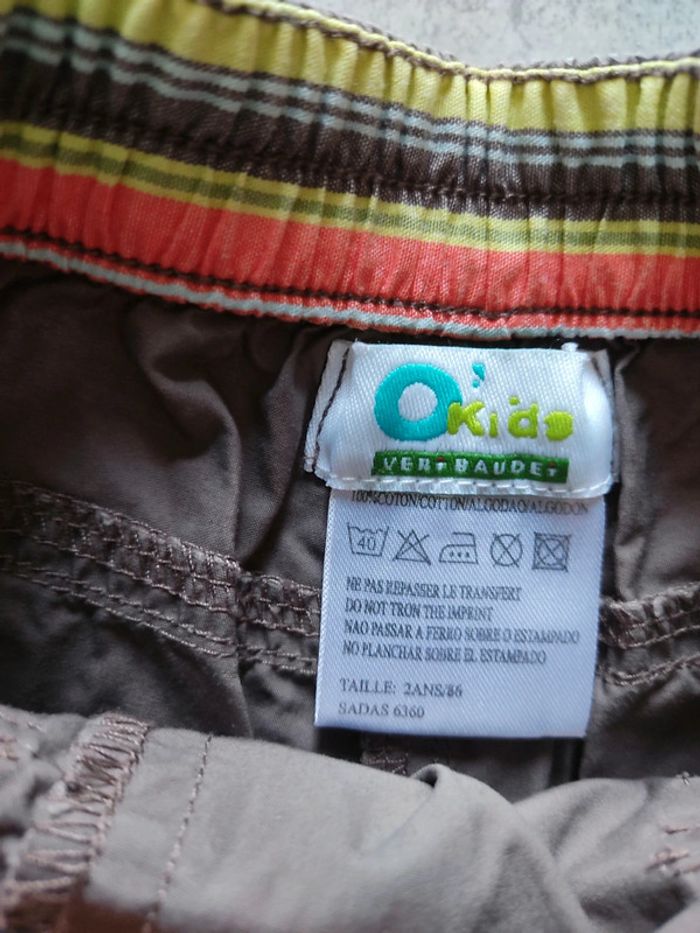 O'Kids
VERTBAUDET
100%COTON/COTTON/ALGODAO/ALGODON
40
NE PAS REPASSER LE TRANSFERT
DO NOT TRON THE IMPRINT
NAO PASSAR A FERRO SOBRE O ESTAMPADO
NO PLANCHAR SOBRE EL ESTAMPADO
TAILLE: 2ANS/86
SADAS 6360